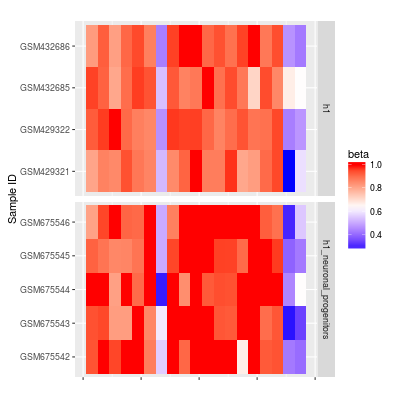 GSM432686
GSM432685
GSM429322
GSM429321
h1
GSM675546
GSM675545
GSM675544
GSM675543
GSM675542
h1_neuronal_progenitors
Sample ID
beta
1.0
0.8
0.6
0.4